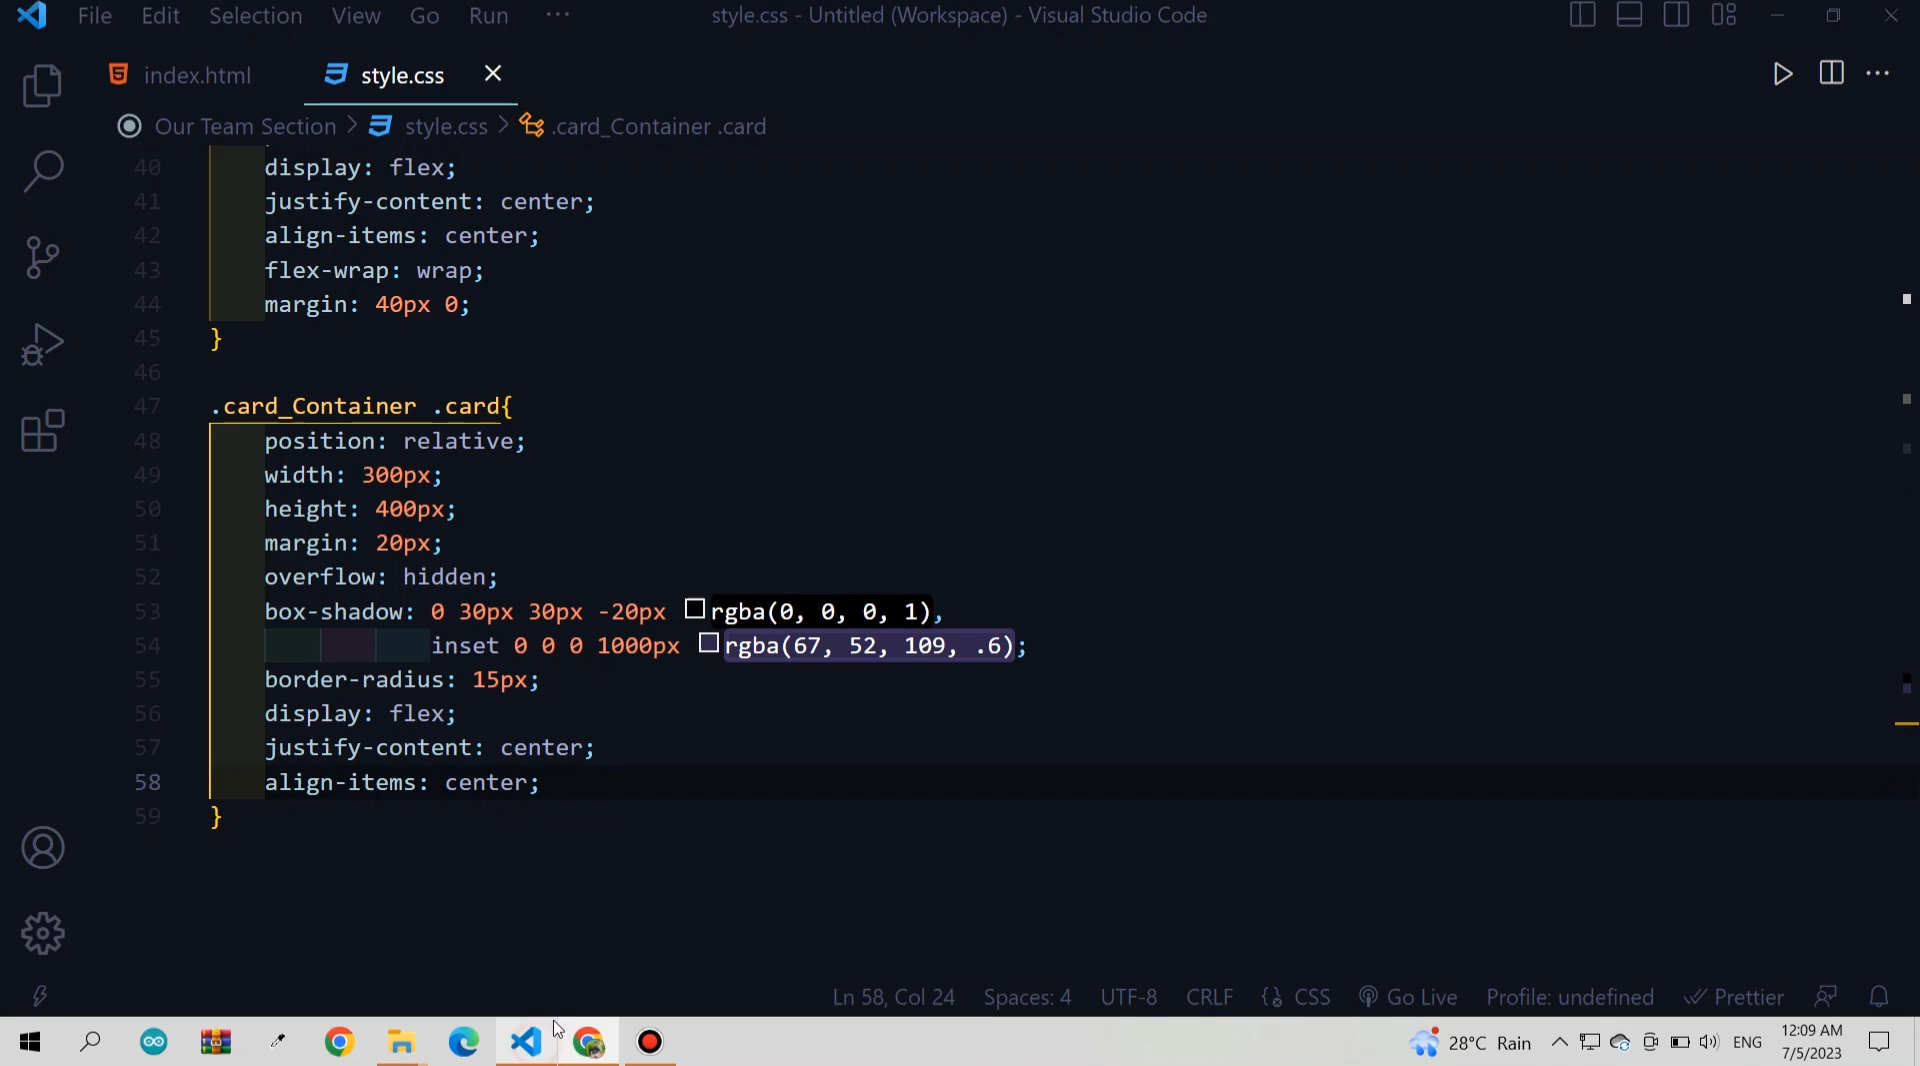 File Edit Selection View Go Run ··· style.css - Untitled (Workspace) - Visual Studio Code
index.html style.css
Our Team Section > style.css > .card_Container .card
40 display: flex;
41 justify-content: center;
42 align-items: center;
43 flex-wrap: wrap;
44 margin: 40px 0;
45 }
46
47 .card_Container .card{
48 position: relative;
49 width: 300px;
50 height: 400px;
51 margin: 20px;
52 overflow: hidden;
53 box-shadow: 0 30px 30px -20px rgba(0, 0, 0, 1),
54 inset 0 0 0 1000px rgba(67, 52, 109, .6);
55 border-radius: 15px;
56 display: flex;
57 justify-content: center;
58 align-items: center;
59 }
Ln 58, Col 24 Spaces: 4 UTF-8 CRLF CSS Go Live Profile: undefined Prettier
28°C Rain ENG 12:09 AM
7/5/2023